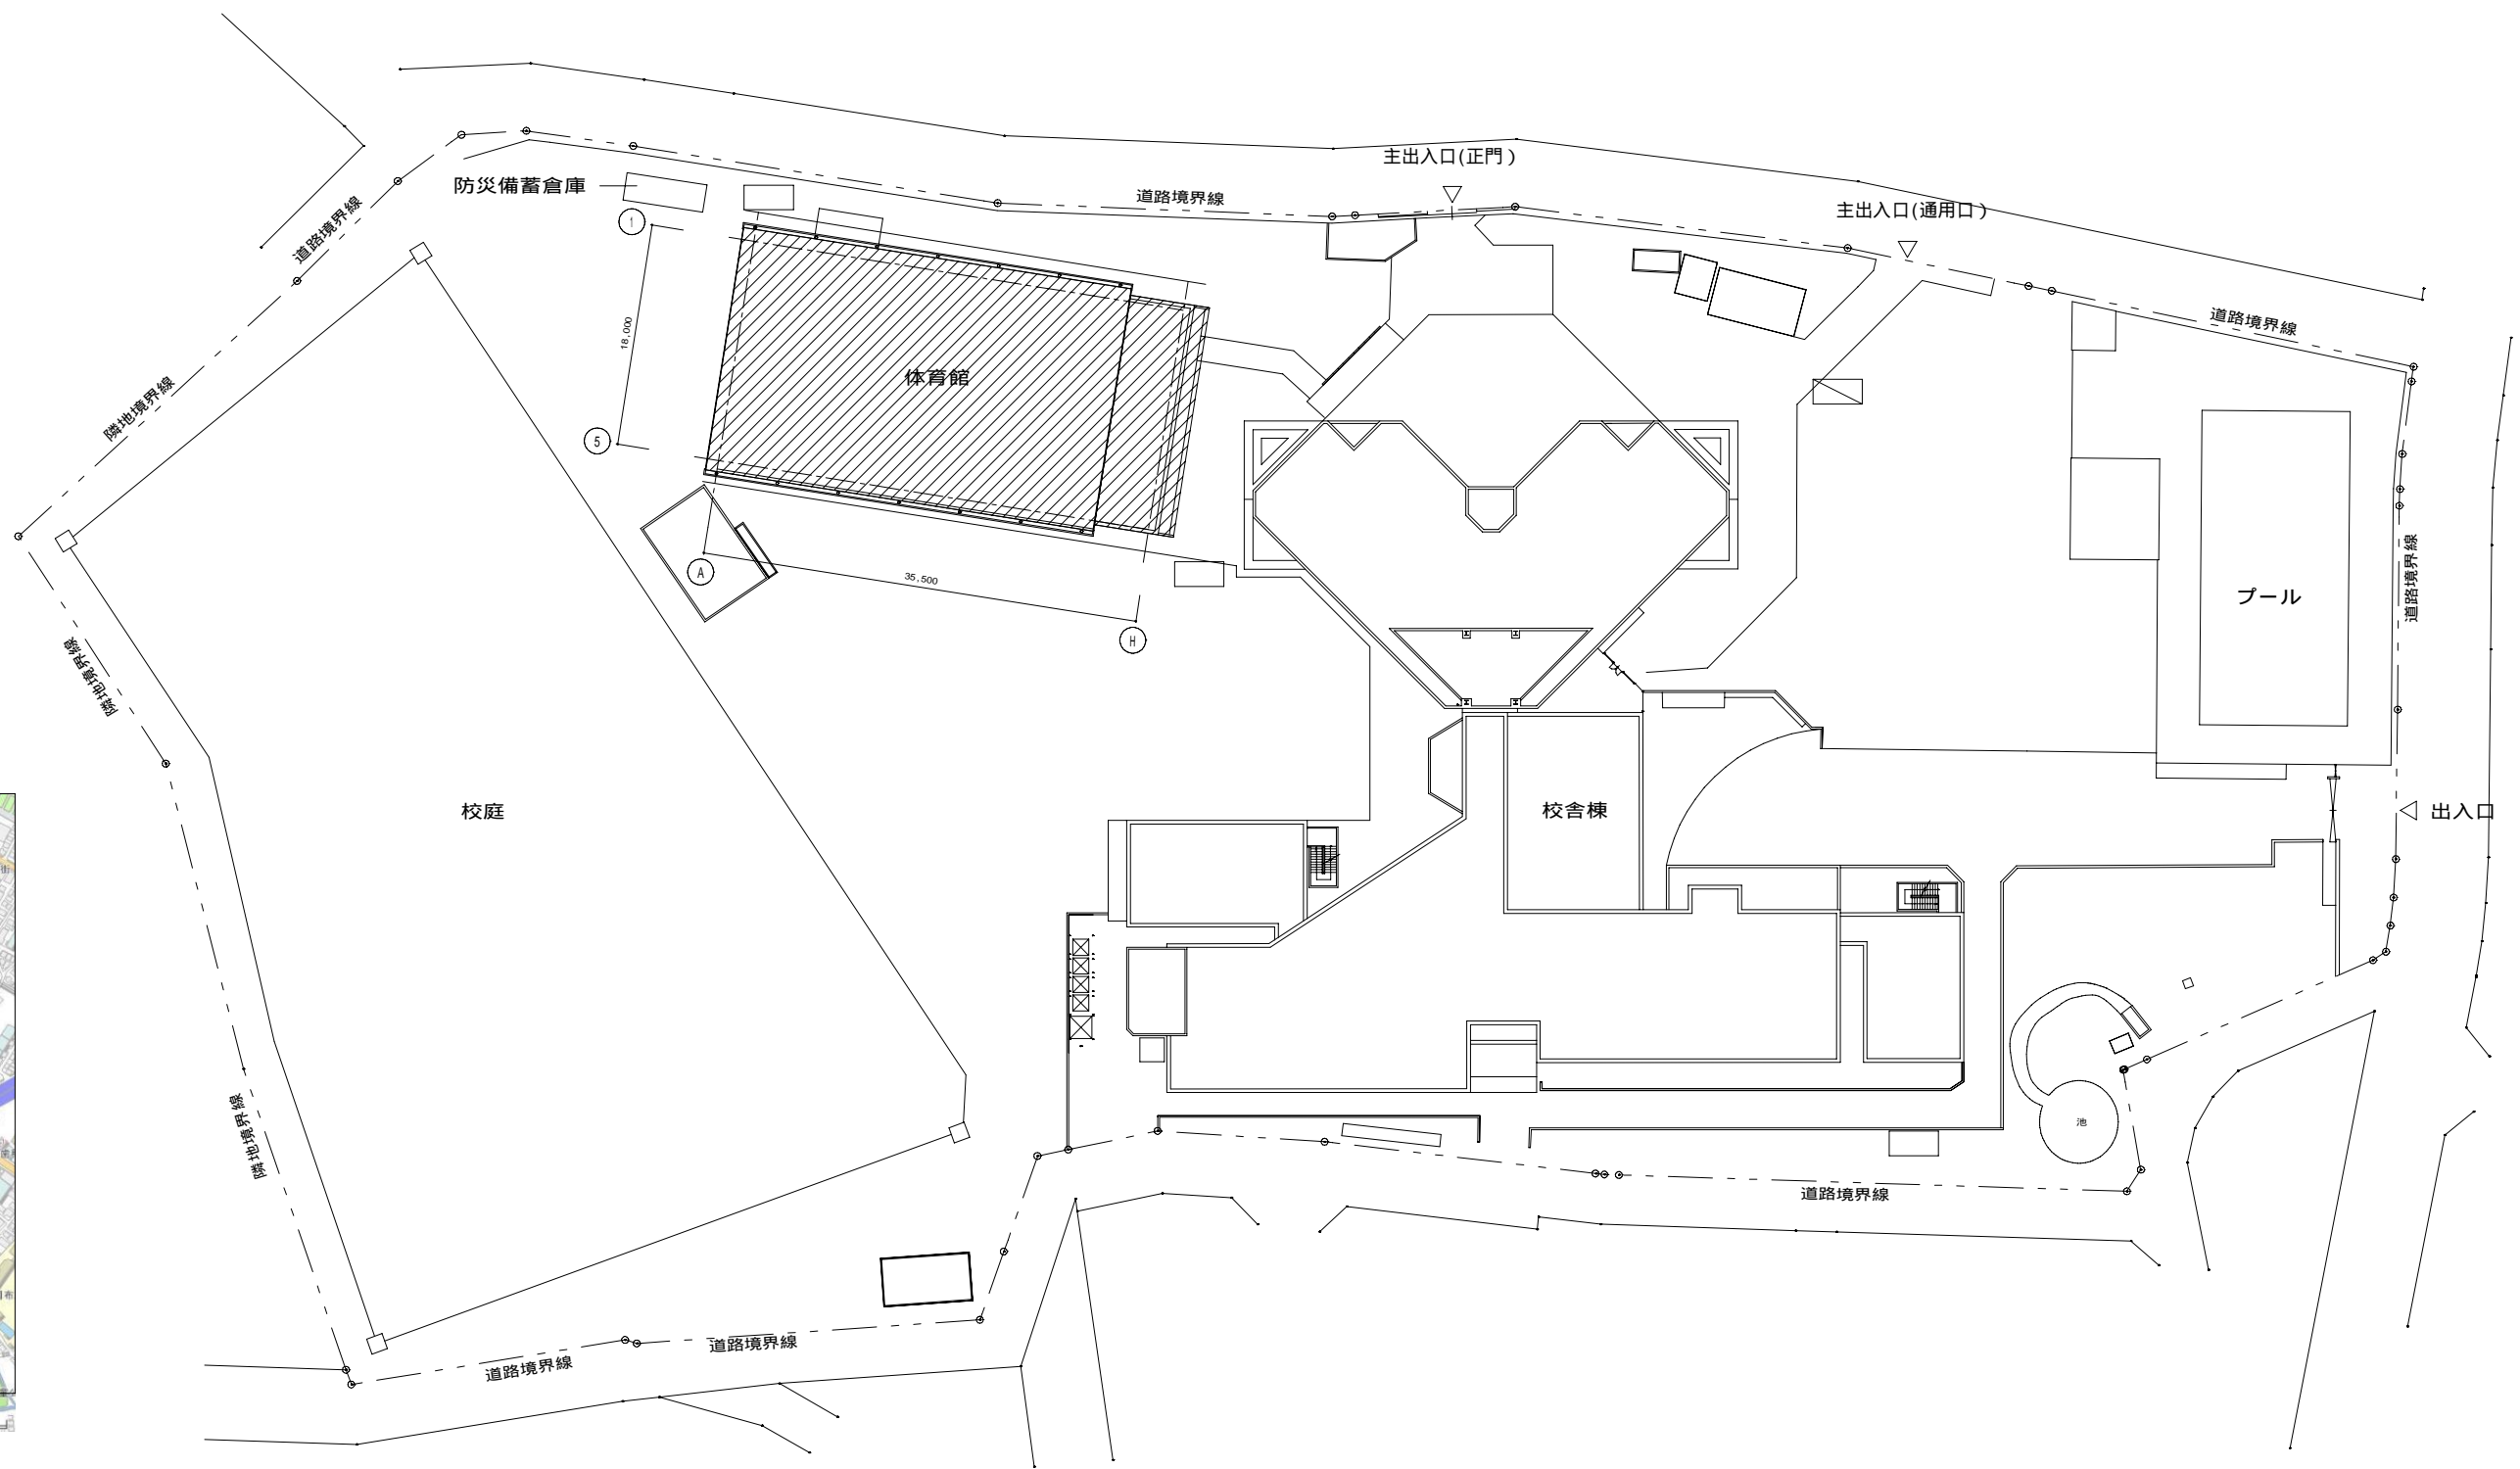 主出入口(正門)
防災備蓄倉庫
道路境界線
主出入口(通用口)
1
道路境界線
道路境界線
18,000
体育館
隣地境界線
5
A
35,500
H
プール
道路境界線
隣地境界線
校庭
校舎棟
出入口
隣地境界線
池
道路境界線
道路境界線
道路境界線